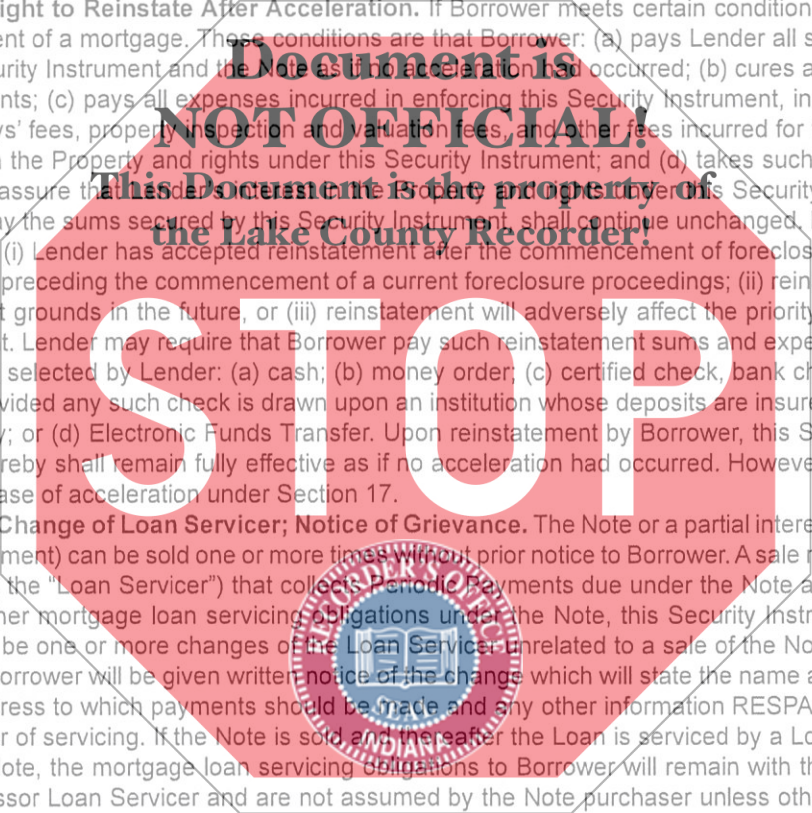 ight to Reinstate After Acceleration. If Borrower meets certain condition
ent of a mortgage. These conditions are that Borrower: (a) pays Lender all s
Document is
urity Instrument and the Note as if no acceleration had occurred; (b) cures a
nts; (c) pays all expenses incurred in enforcing this Security Instrument, in
NOT OFFICIAL!
ys' fees, property inspection and valuation fees, and other fees incurred for
the Property and rights under this Security Instrument; and (d) takes such
This Document is the property of
assure that Lender's interest in the Property and rights under this Security
y the sums secured by this Security Instrument, shall continue unchanged.
the Lake County Recorder!
(i) Lender has accepted reinstatement after the commencement of foreclos
preceding the commencement of a current foreclosure proceedings; (ii) rein
t grounds in the future, or (iii) reinstatement will adversely affect the priority
t. Lender may require that Borrower pay such reinstatement sums and expe
selected by Lender: (a) cash; (b) money order; (c) certified check, bank ch
STOP
vided any such check is drawn upon an institution whose deposits are insure
; or (d) Electronic Funds Transfer. Upon reinstatement by Borrower, this S
reby shall remain fully effective as if no acceleration had occurred. Howeve
ase of acceleration under Section 17.
Change of Loan Servicer; Notice of Grievance. The Note or a partial intere
ment) can be sold one or more times without prior notice to Borrower. A sale m
the “Loan Servicer”) that collects Periodic Payments due under the Note a
her mortgage loan servicing obligations under the Note, this Security Instr
be one or more changes of the Loan Servicer unrelated to a sale of the No
orrower will be given written notice of the change which will state the name a
ress to which payments should be made and any other information RESPA
r of servicing. If the Note is sold and thereafter the Loan is serviced by a Lo
ote, the mortgage loan servicing obligations to Borrower will remain with th
ssor Loan Servicer and are not assumed by the Note purchaser unless oth
RECORDER'S OFFICE
SEAL
INDIANA